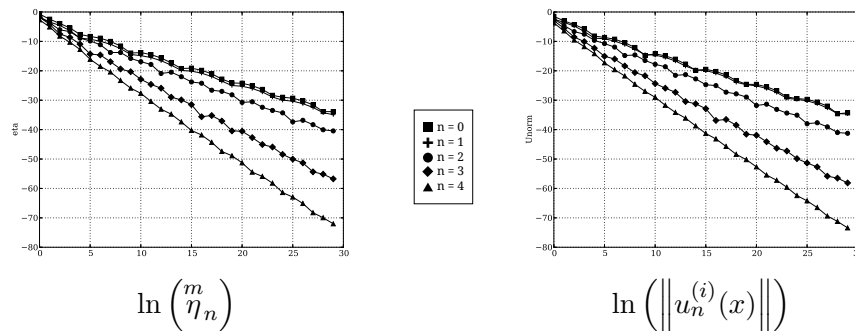 0
−10
−20
−30
−40
−50
−60
−70
−80
eta
0 5 10 15 20 25 30
n = 0
n = 1
n = 2
n = 3
n = 4
0
−10
−20
−30
−40
−50
−60
−70
−80
Unorm
0 5 10 15 20 25 30
ln ( η^m_n )
ln ( ‖ u_n^{(i)}(x) ‖ )